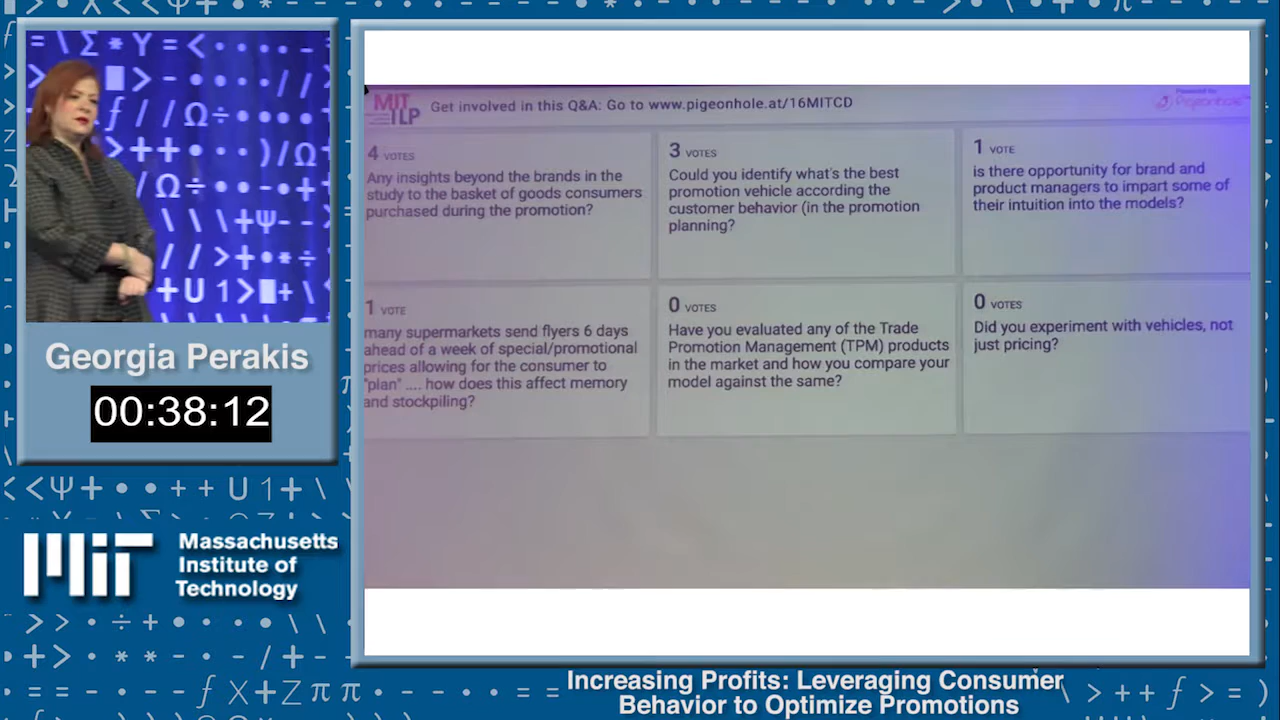 MIT
ILP
Get involved in this Q&A: Go to www.pigeonhole.at/16MITCD
Powered by
Pigeonhole
4 VOTES
Any insights beyond the brands in the
study to the basket of goods consumers
purchased during the promotion?
3 VOTES
Could you identify what's the best
promotion vehicle according the
customer behavior (in the promotion
planning?
1 VOTE
is there opportunity for brand and
product managers to impart some of
their intuition into the models?
1 VOTE
many supermarkets send flyers 6 days
ahead of a week of special/promotional
prices allowing for the consumer to
"plan" .... how does this affect memory
and stockpiling?
0 VOTES
Have you evaluated any of the Trade
Promotion Management (TPM) products
in the market and how you compare your
model against the same?
0 VOTES
Did you experiment with vehicles, not
just pricing?
Georgia Perakis
00:38:12
MIT
Massachusetts
Institute of
Technology
Increasing Profits: Leveraging Consumer
Behavior to Optimize Promotions